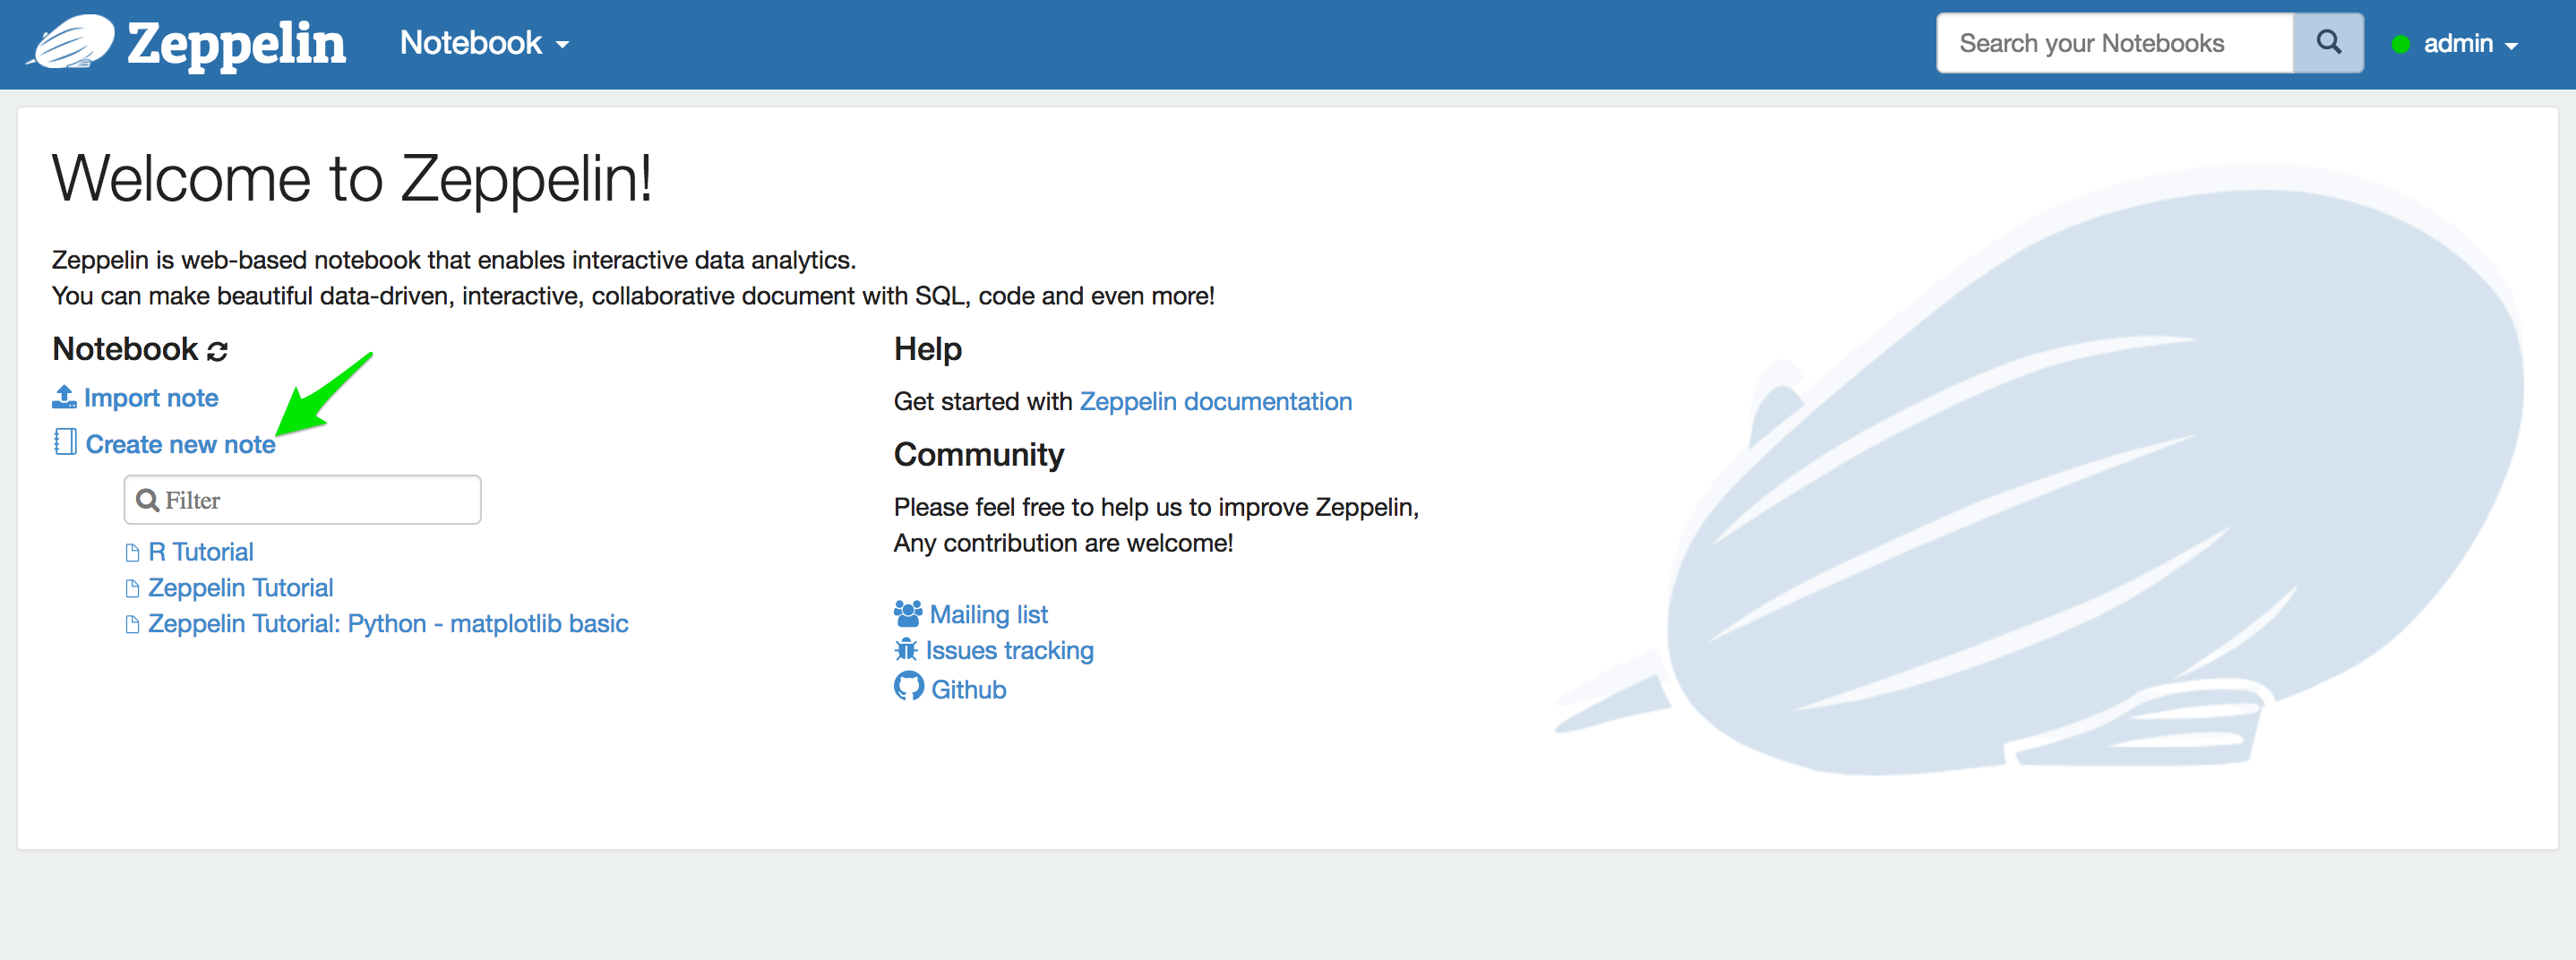 Zeppelin
Notebook
Search your Notebooks
admin
Welcome to Zeppelin!
Zeppelin is web-based notebook that enables interactive data analytics.
You can make beautiful data-driven, interactive, collaborative document with SQL, code and even more!
Notebook
Import note
Create new note
Filter
R Tutorial
Zeppelin Tutorial
Zeppelin Tutorial: Python - matplotlib basic
Help
Get started with Zeppelin documentation
Community
Please feel free to help us to improve Zeppelin,
Any contribution are welcome!
Mailing list
Issues tracking
Github